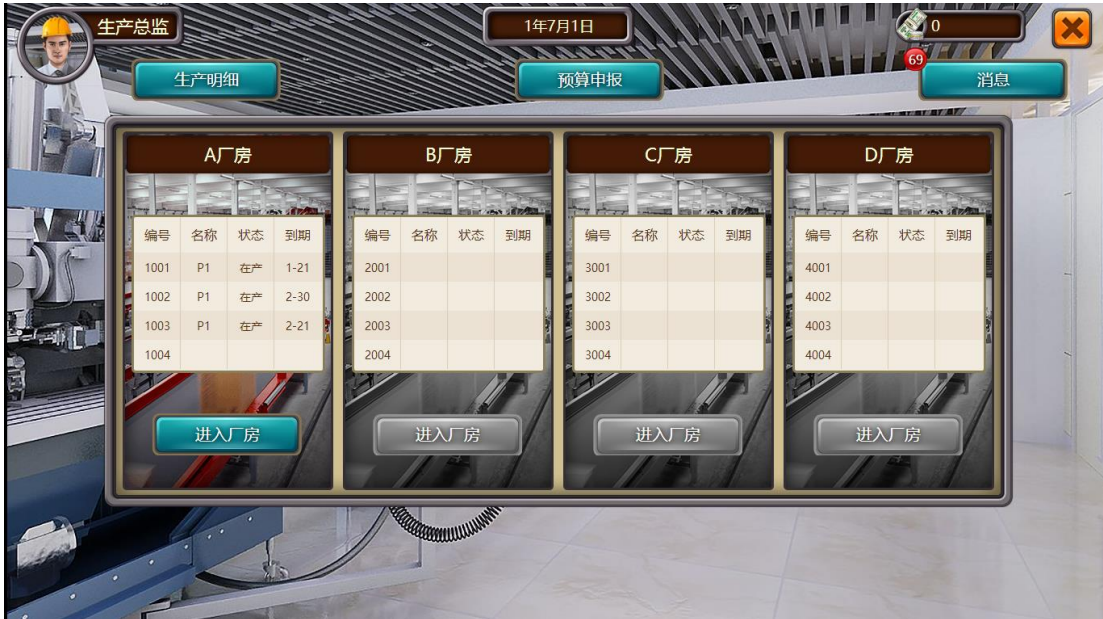 生产总监
1年7月1日
0
生产明细
预算申报
69
消息
A厂房
编号 名称 状态 到期
1001 P1 在产 1-21
1002 P1 在产 2-30
1003 P1 在产 2-21
1004
进入厂房
B厂房
编号 名称 状态 到期
2001
2002
2003
2004
进入厂房
C厂房
编号 名称 状态 到期
3001
3002
3003
3004
进入厂房
D厂房
编号 名称 状态 到期
4001
4002
4003
4004
进入厂房